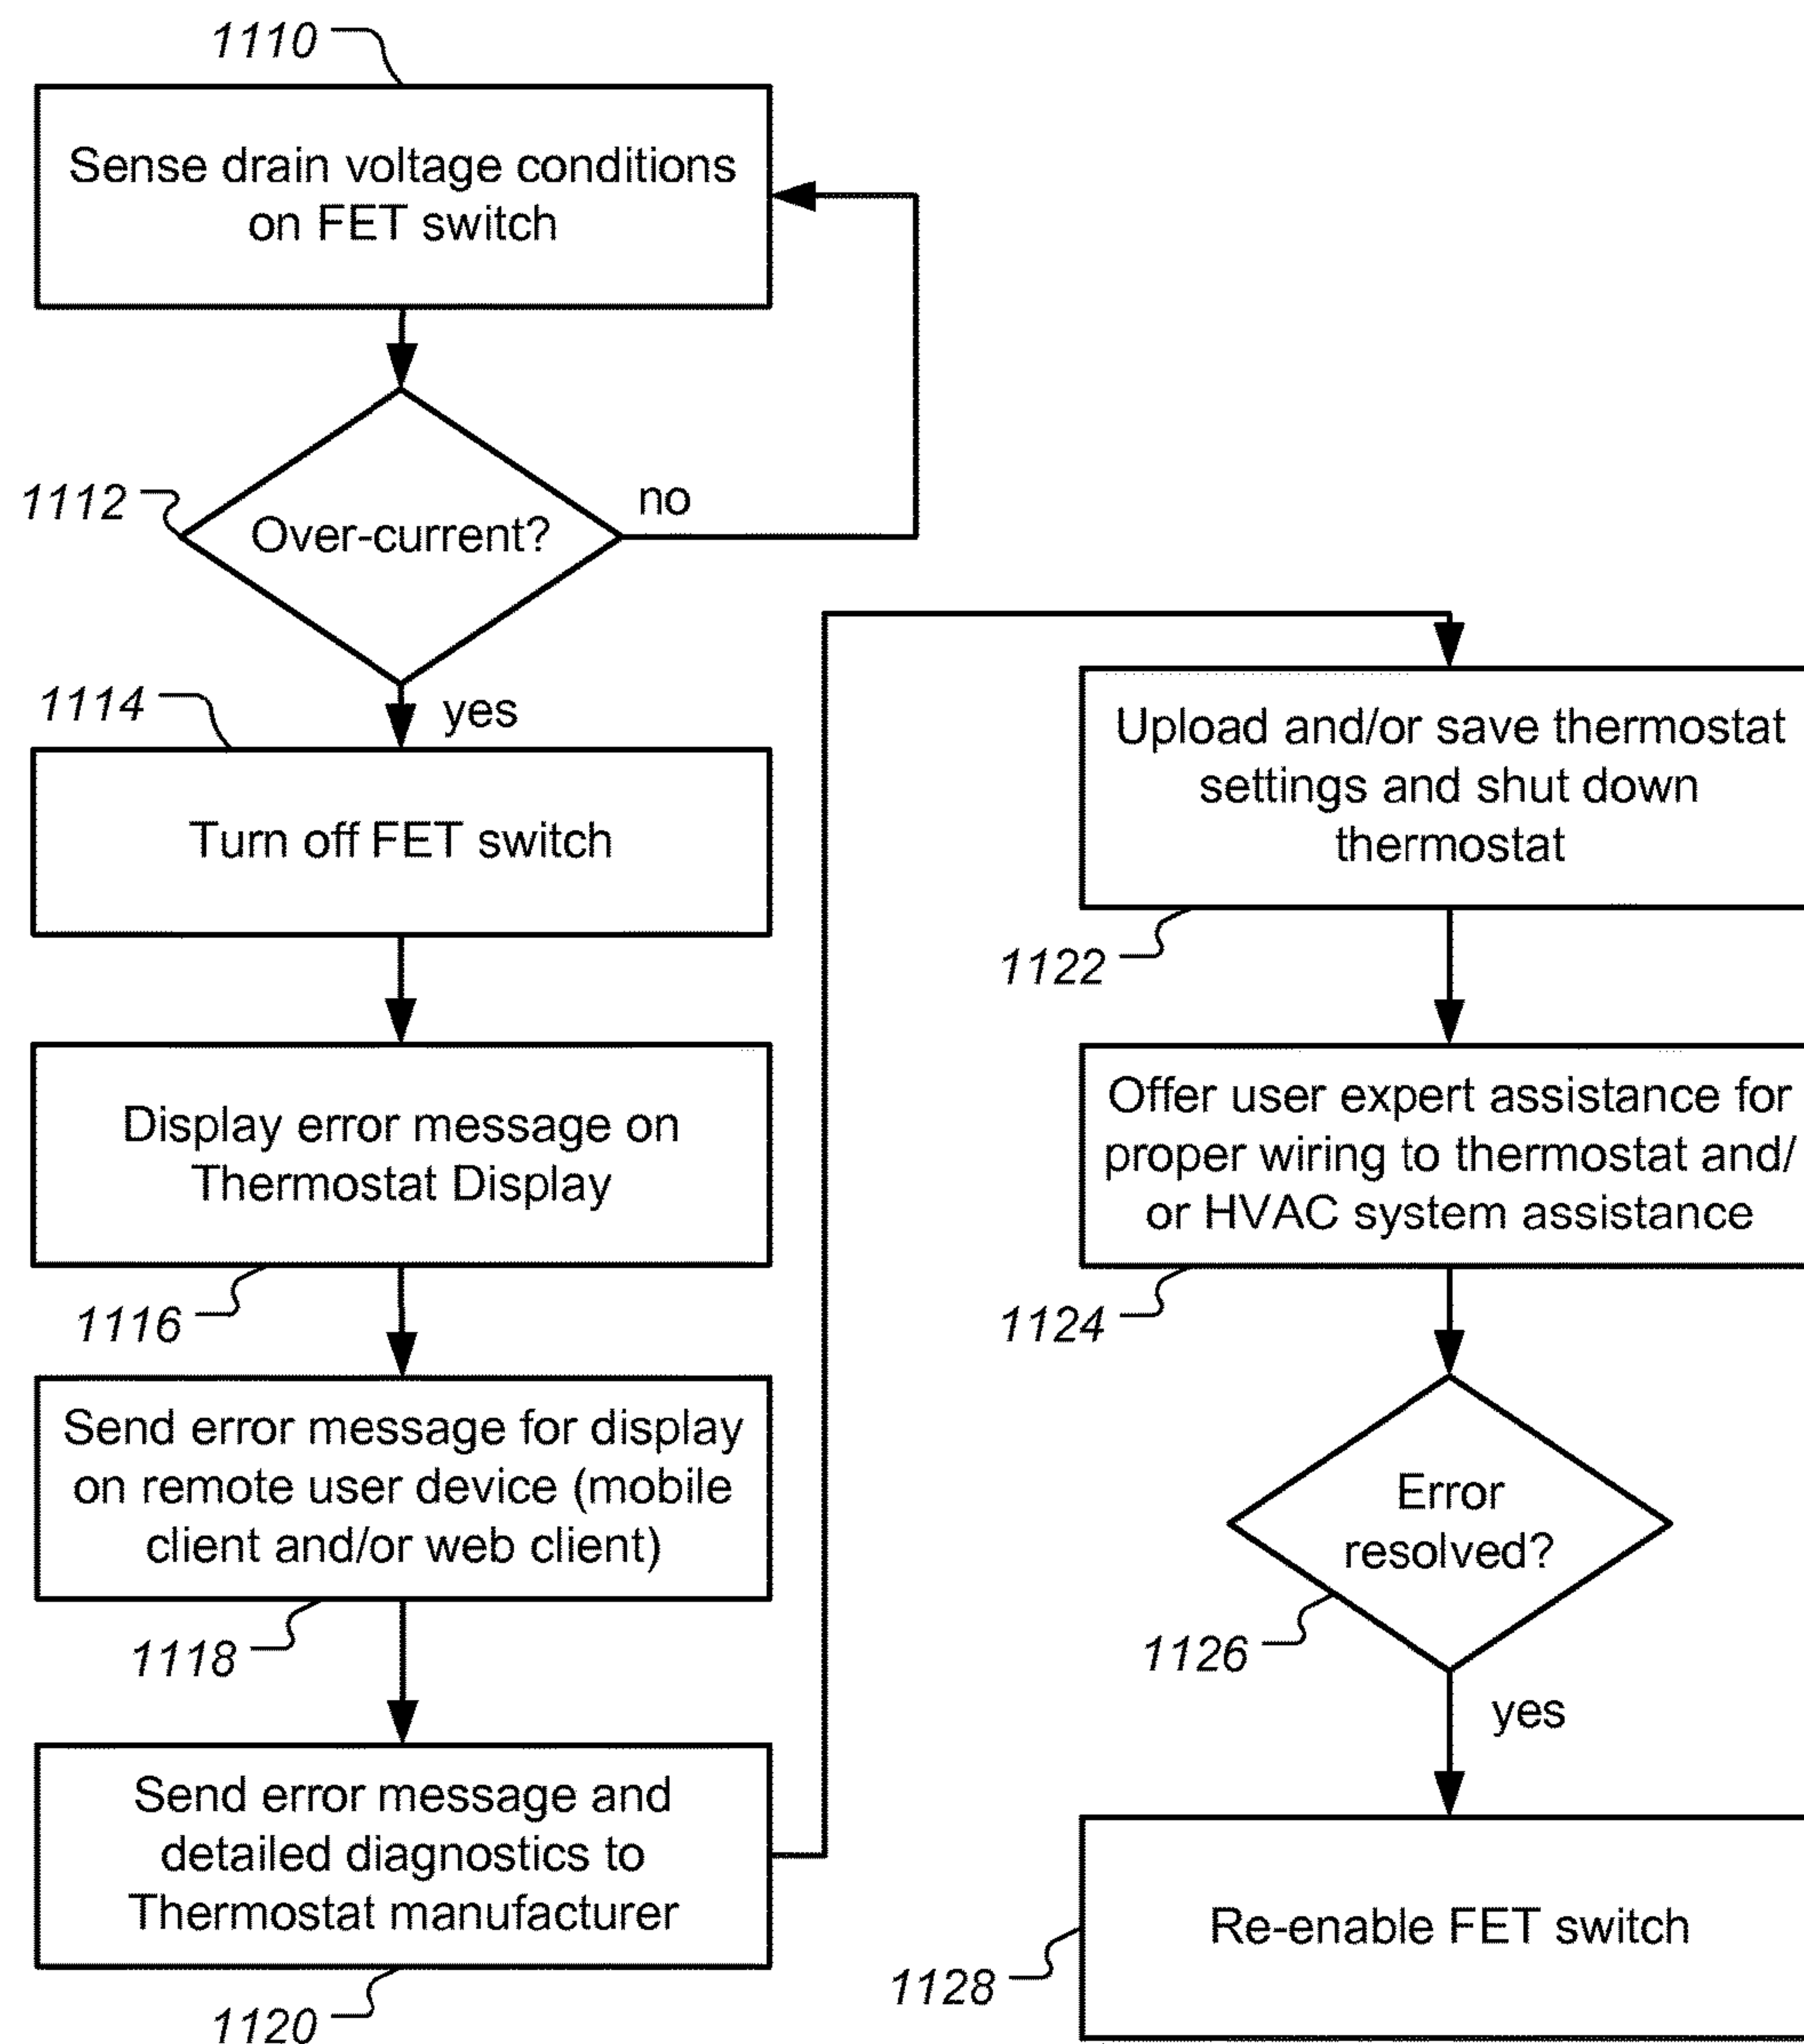 1110
Sense drain voltage conditions
on FET switch
1112
Over-current?
no
1114
yes
Turn off FET switch
Display error message on
Thermostat Display
1116
Send error message for display
on remote user device (mobile
client and/or web client)
1118
Send error message and
detailed diagnostics to
Thermostat manufacturer
1120
Upload and/or save thermostat
settings and shut down
thermostat
1122
Offer user expert assistance for
proper wiring to thermostat and/
or HVAC system assistance
1124
Error
resolved?
1126
yes
Re-enable FET switch
1128